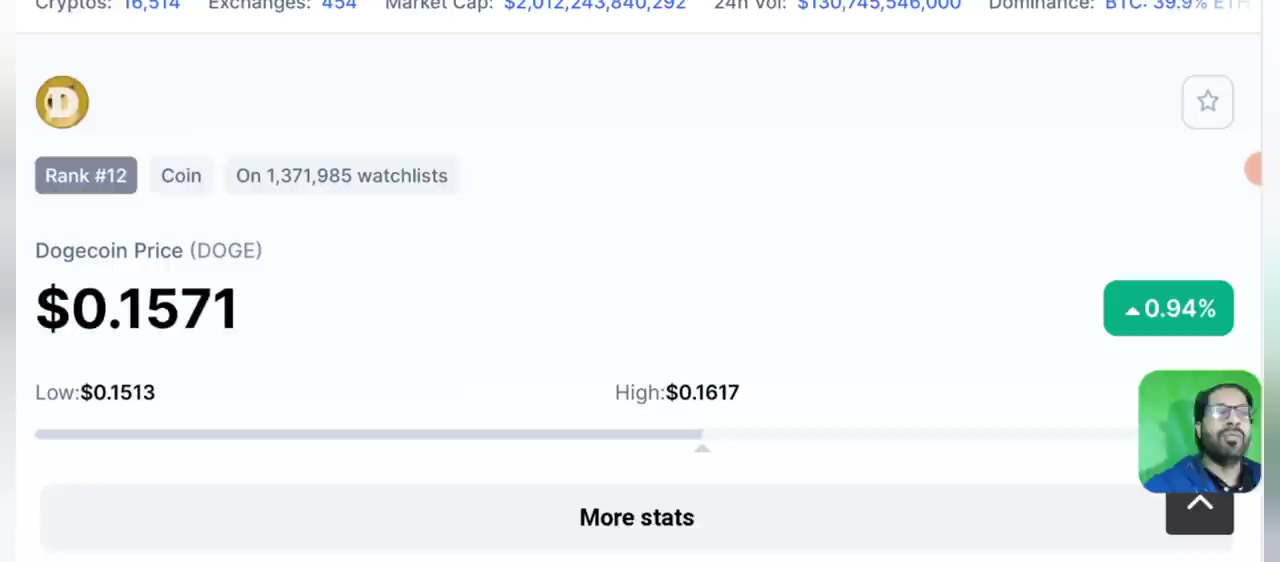 Cryptos: 16,514 Exchanges: 454 Market Cap: $2,012,243,840,292 24h Vol: $130,745,546,000 Dominance: BTC: 39.9% ETH
D
Rank #12 Coin On 1,371,985 watchlists
Dogecoin Price (DOGE)
$0.1571 0.94%
Low:$0.1513 High:$0.1617
More stats